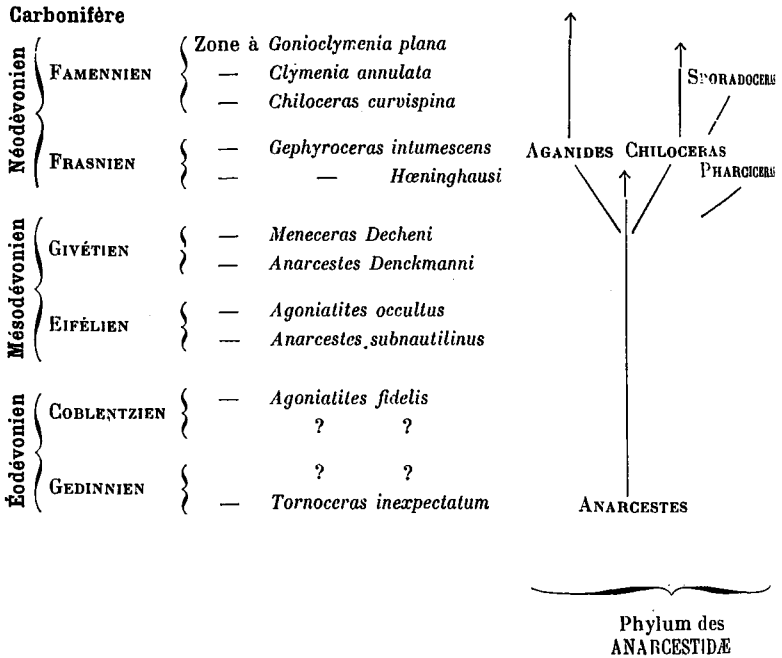 Carbonifère
Néodévonien
FAMENNIEN
Zone à Gonioclymenia plana
— Clymenia annulata
— Chiloceras curvispina
FRASNIEN
— Gephyroceras intumescens
— — Hœninghausi
Mésodévonien
GIVÉTIEN
— Meneceras Decheni
— Anarcestes Denckmanni
EIFÉLIEN
— Agoniatites occultus
— Anarcestes subnautilinus
Éodévonien
COBLENTZIEN
— Agoniatites fidelis
? ?
GEDINNIEN
? ?
— Tornoceras inexpectatum
SPORADOCERAS
AGANIDES CHILOCERAS
PHARCICERAS
ANARCESTES
Phylum des
ANARCESTIDÆ